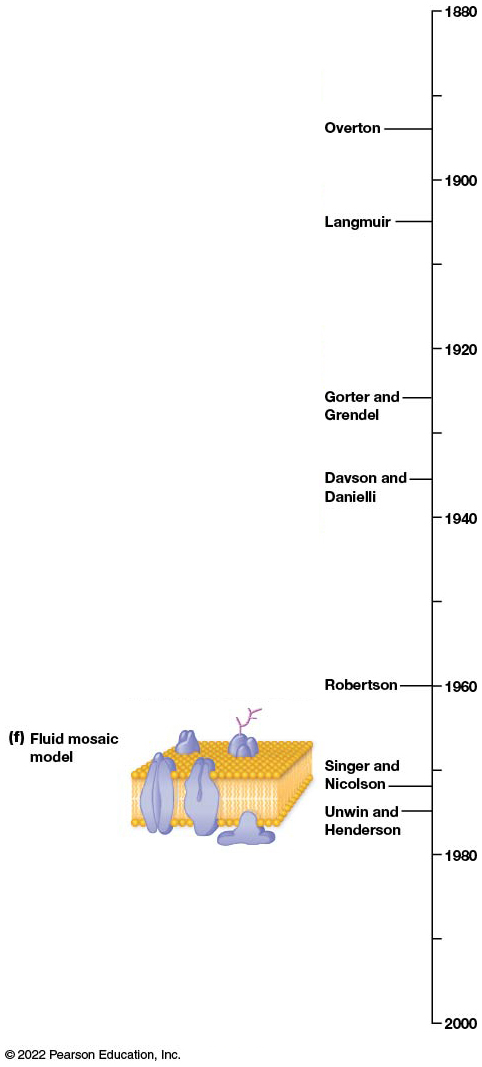 1880
Overton
1900
Langmuir
1920
Gorter and
Grendel
Davson and
Danielli
1940
Robertson
1960
(f) Fluid mosaic
model
Singer and
Nicolson
Unwin and
Henderson
1980
2000
© 2022 Pearson Education, Inc.